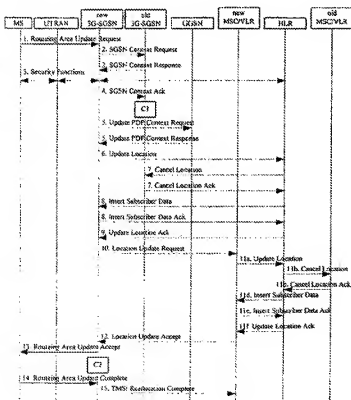 new
old
new
old
MS
UTRAN
3G-SGSN
3G-SGSN
GGSN
MSC/VLR
HLR
MSC/VLR
1. Routing Area Update Request
2. SGSN Context Request
2. SGSN Context Response
3. Security Functions
4. SGSN Context Ack
C1
5. Update PDP Context Request
5. Update PDP Context Response
6. Update Location
7. Cancel Location
7. Cancel Location Ack
8. Insert Subscriber Data
8. Insert Subscriber Data Ack
9. Update Location Ack
10. Location Update Request
11a. Update Location
11b. Cancel Location
11c. Cancel Location Ack
11d. Insert Subscriber Data
11e. Insert Subscriber Data Ack
11f. Update Location Ack
12. Location Update Accept
13. Routing Area Update Accept
C2
14. Routing Area Update Complete
15. TMSI Reallocation Complete